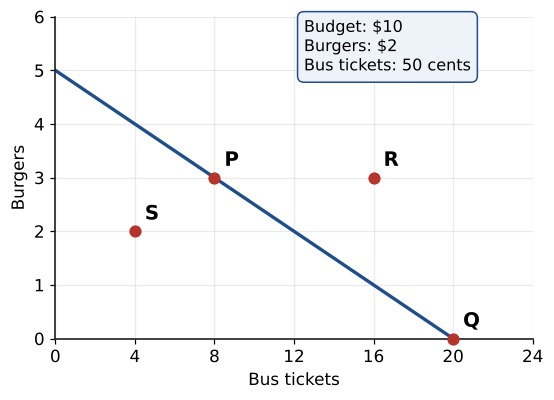 Budget: $10
Burgers: $2
Bus tickets: 50 cents
6
5
4
3
2
1
0
Burgers
P
R
S
Q
0 4 8 12 16 20 24
Bus tickets